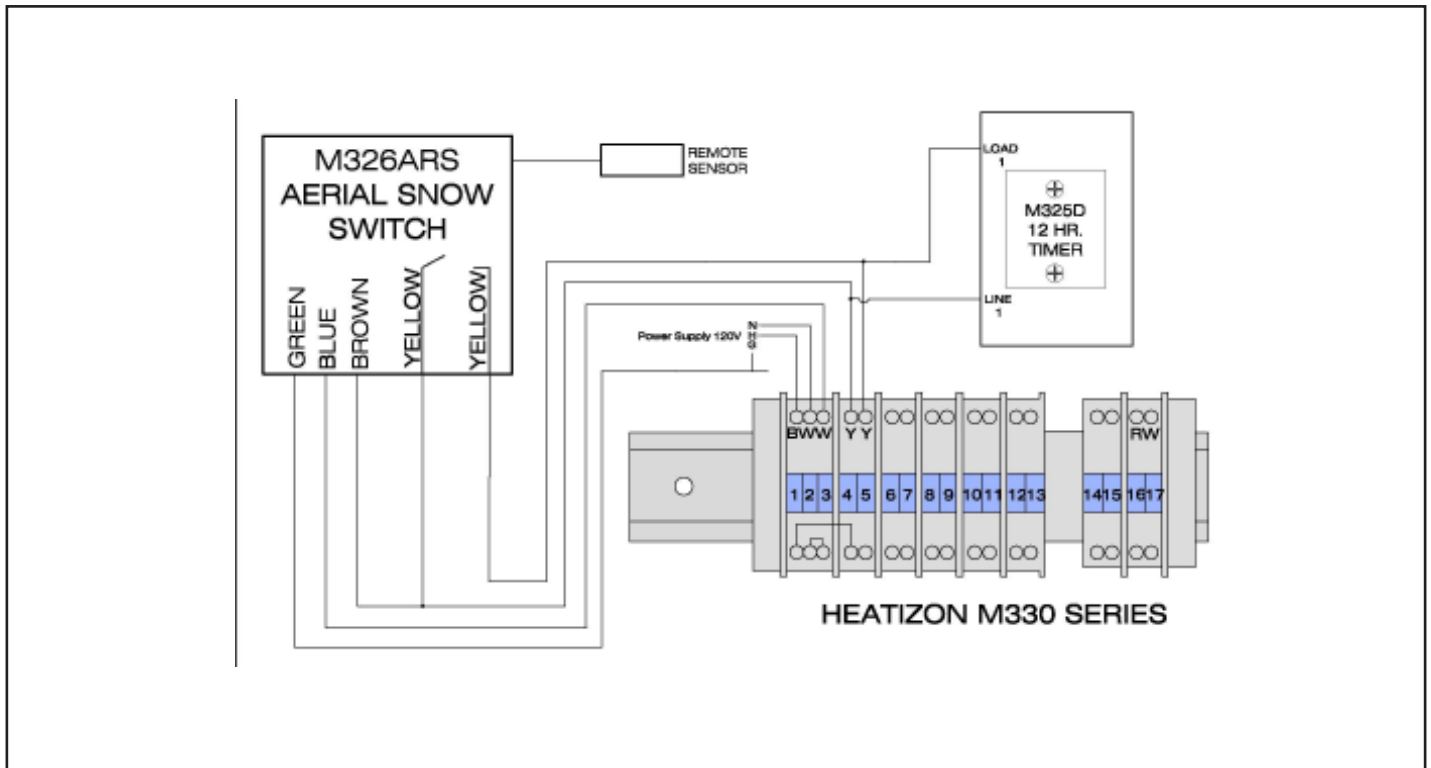 M326ARS
AERIAL SNOW
SWITCH
GREEN
BLUE
BROWN
YELLOW
YELLOW
REMOTE
SENSOR
LOAD
1
M325D
12 HR.
TIMER
LINE
1
Power Supply 120V
N
H
G
BWW
Y Y
RW
1 2 3 4 5 6 7 8 9 10 11 12 13 14 15 16 17
HEATIZON M330 SERIES